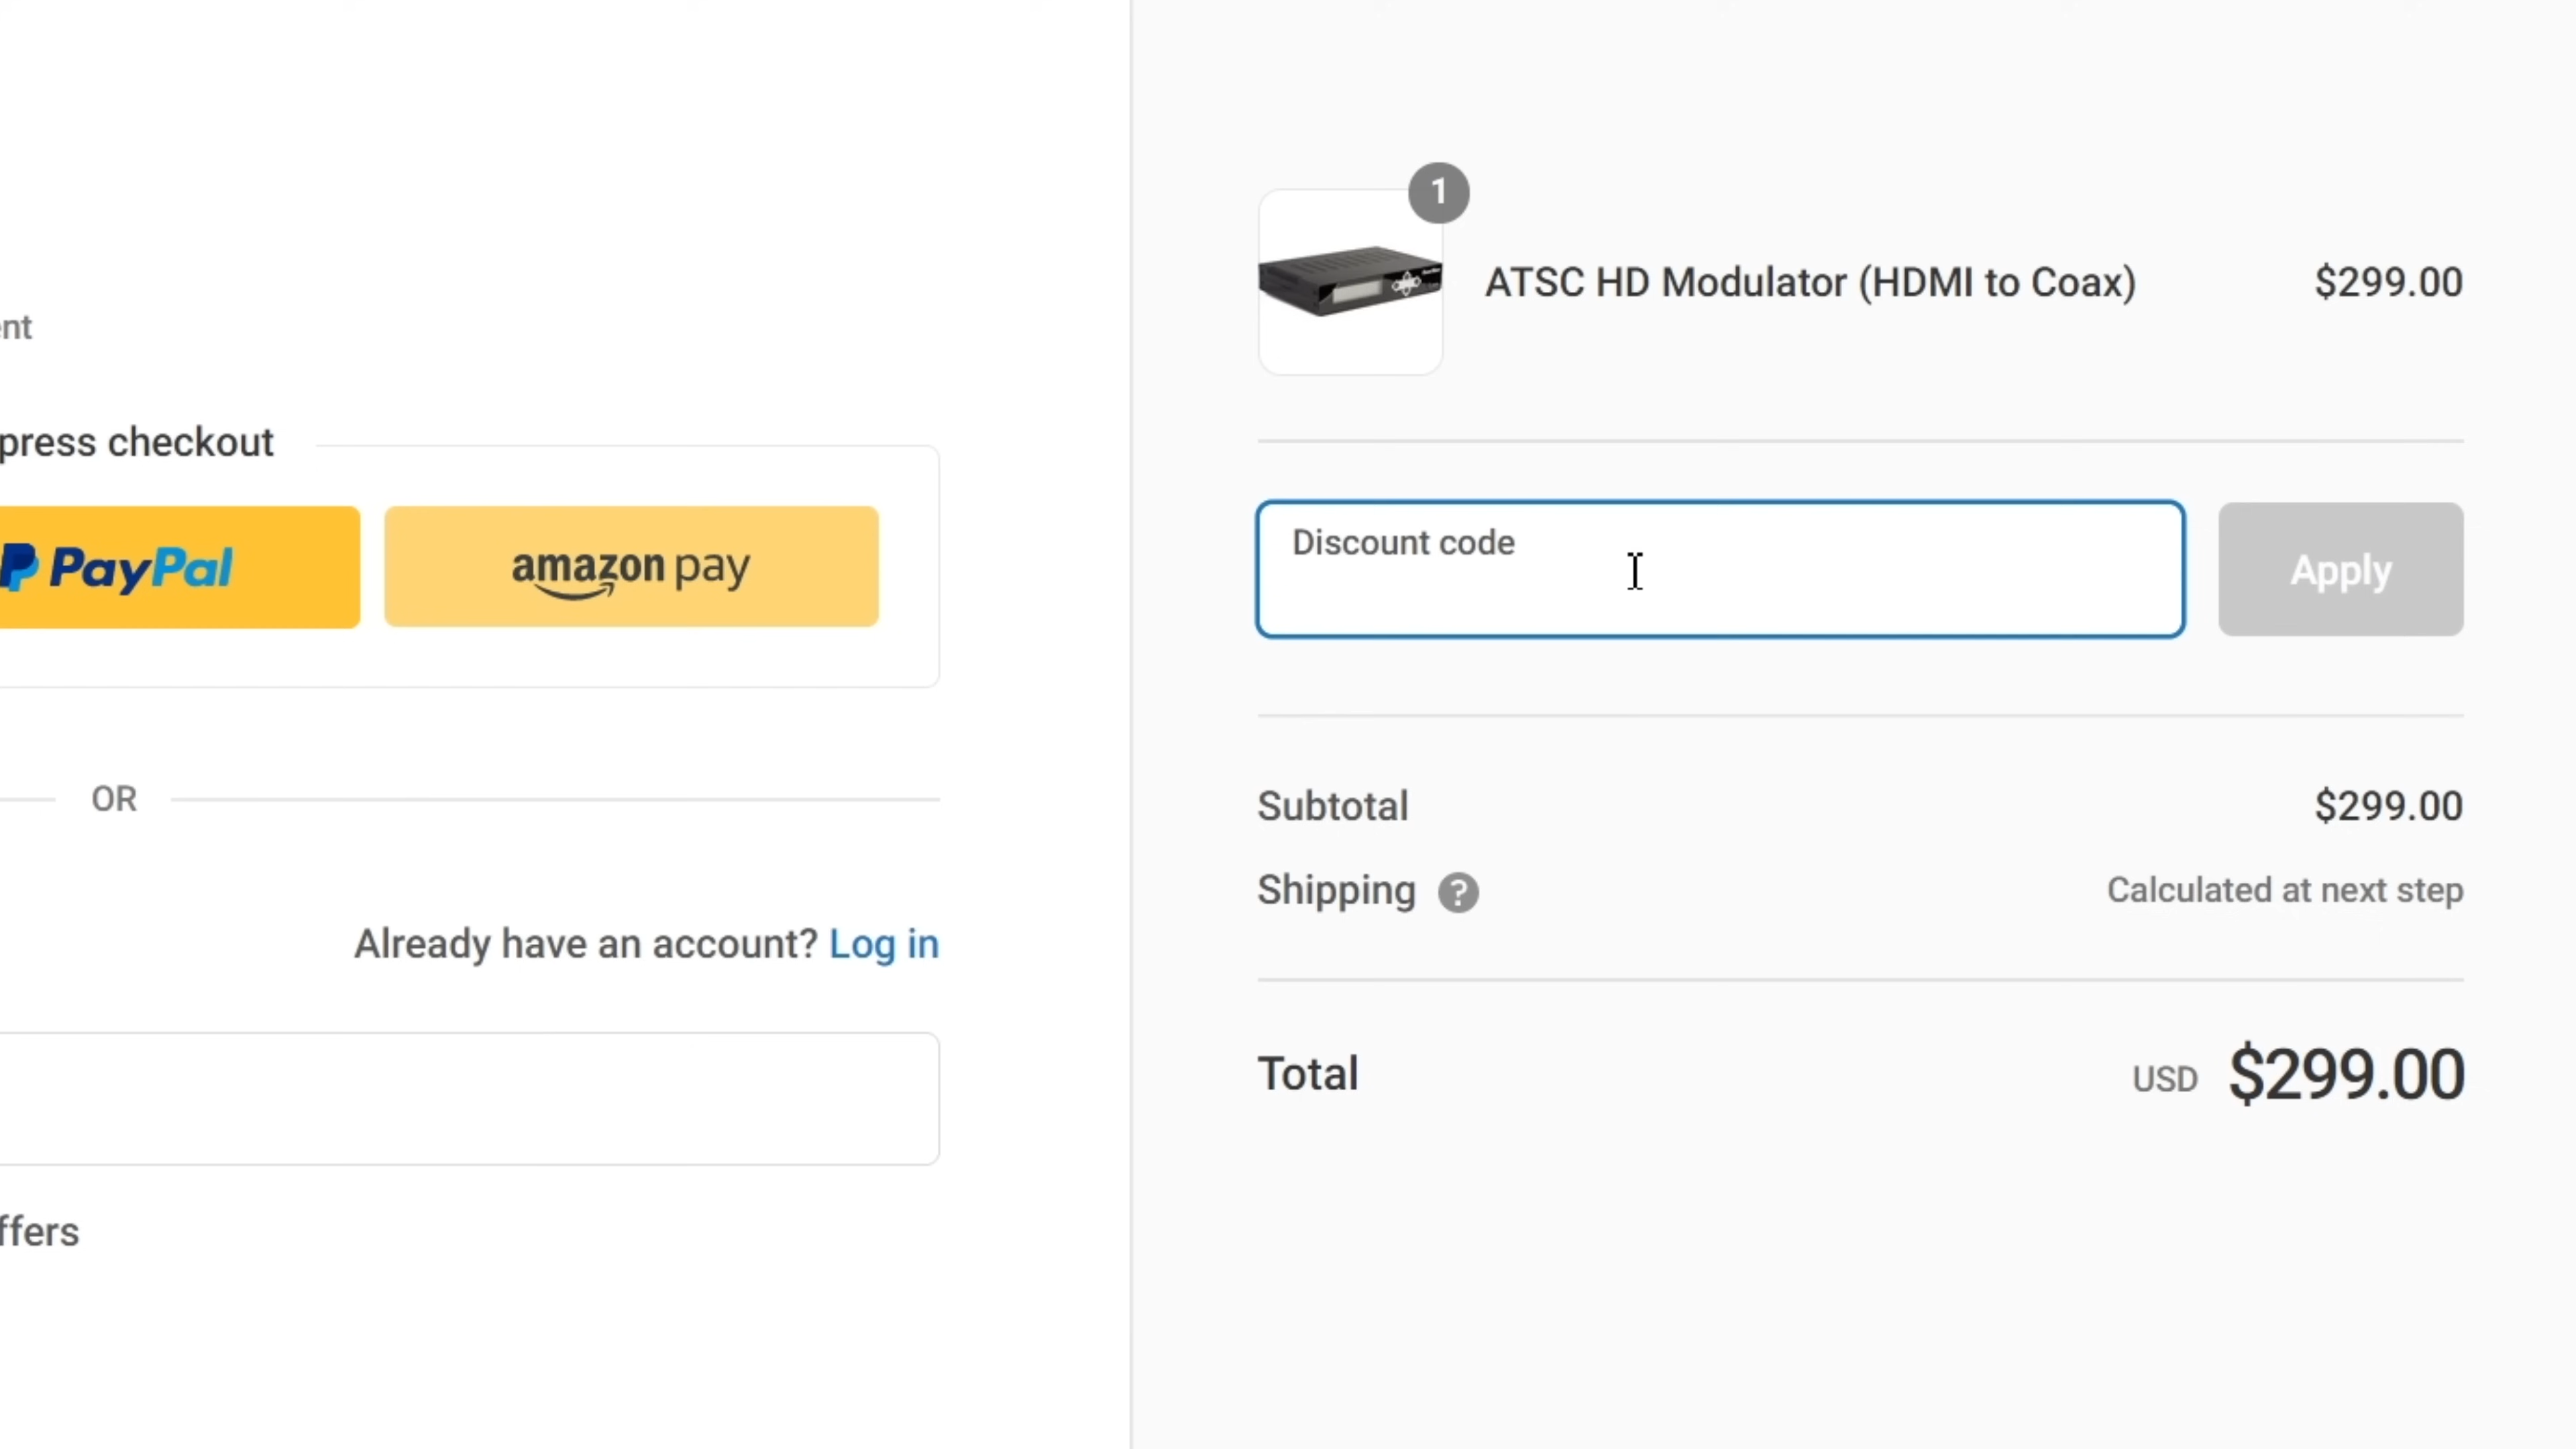 ent
press checkout
PayPal
amazon pay
OR
Already have an account? Log in
ffers
1
ATSC HD Modulator (HDMI to Coax)
$299.00
Discount code
Apply
Subtotal
$299.00
Shipping ?
Calculated at next step
Total
USD $299.00